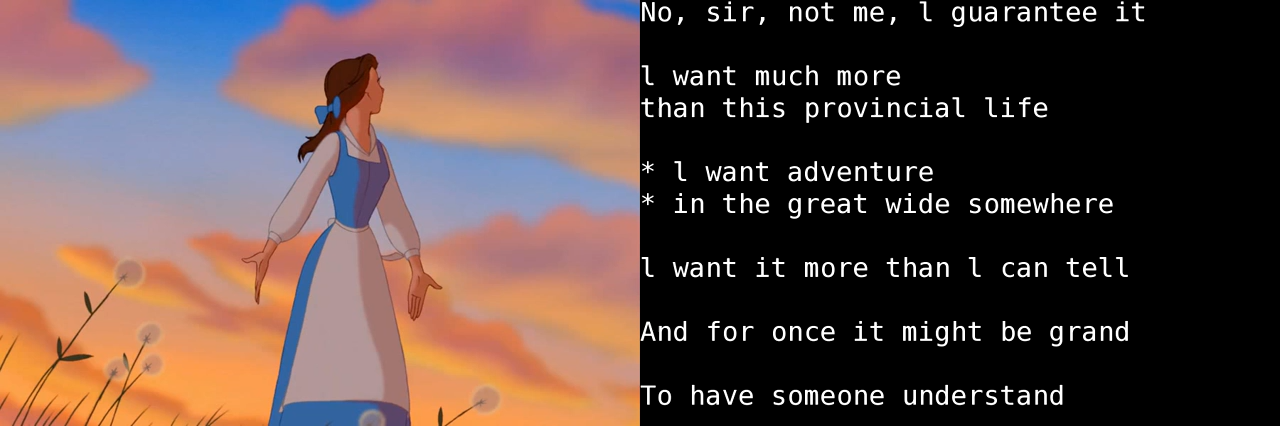 No, sir, not me, l guarantee it
l want much more
than this provincial life
* l want adventure
* in the great wide somewhere
l want it more than l can tell
And for once it might be grand
To have someone understand